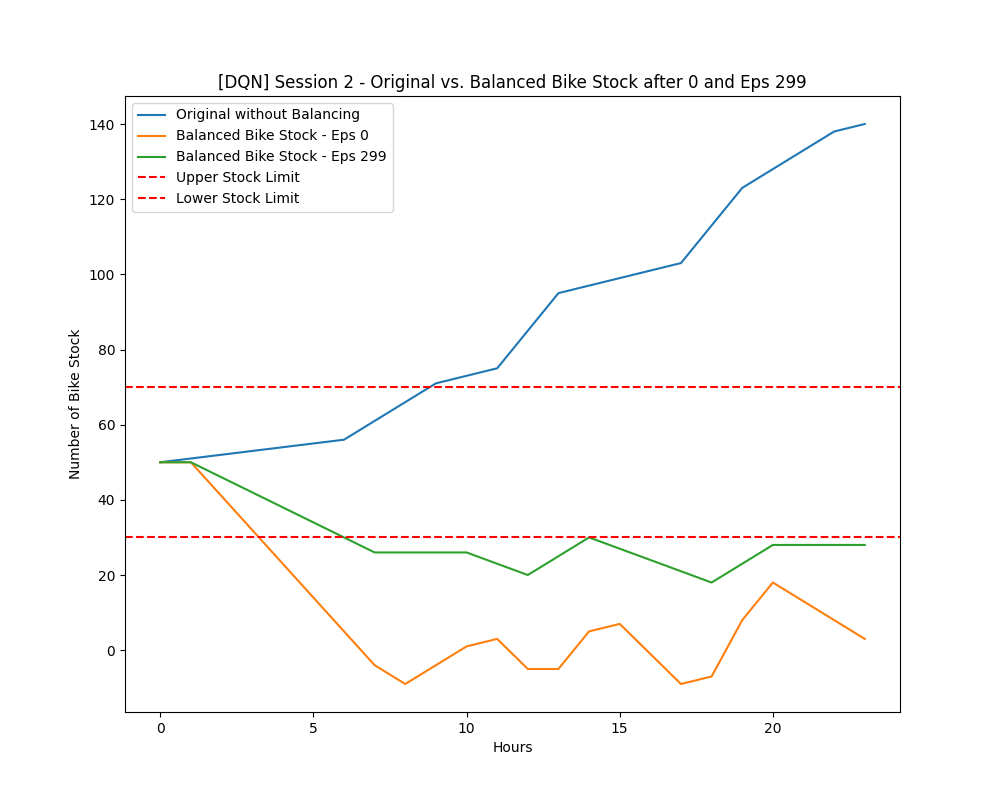 [DQN] Session 2 - Original vs. Balanced Bike Stock after 0 and Eps 299
Original without Balancing
Balanced Bike Stock - Eps 0
Balanced Bike Stock - Eps 299
Upper Stock Limit
Lower Stock Limit
140
120
100
80
60
40
20
0
Number of Bike Stock
0 5 10 15 20
Hours